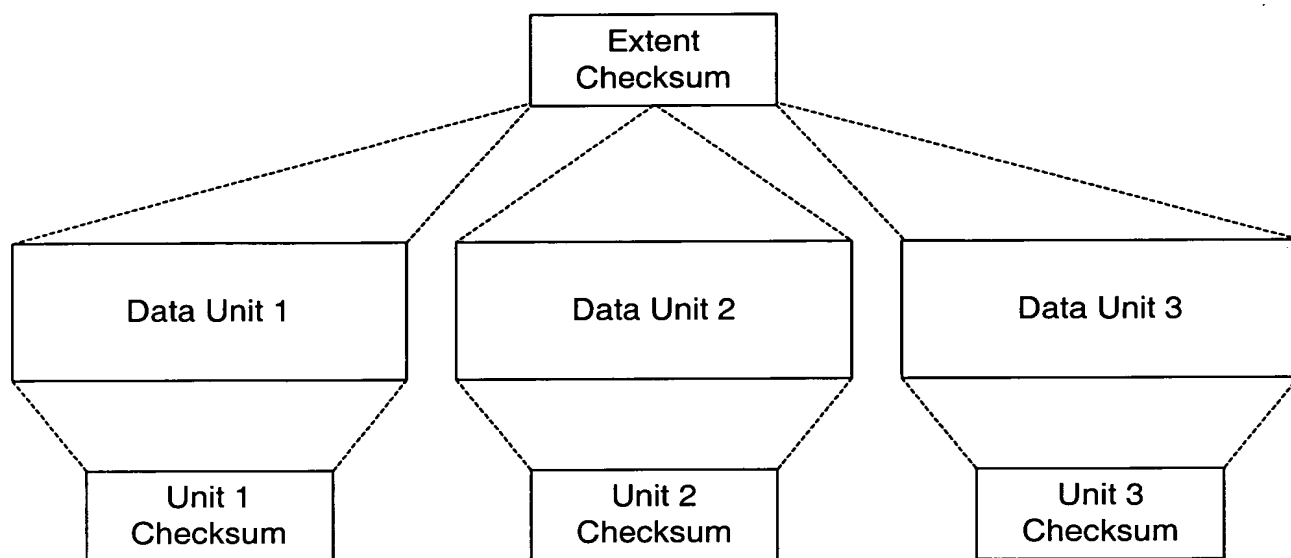 Extent
Checksum
Data Unit 1
Data Unit 2
Data Unit 3
Unit 1
Checksum
Unit 2
Checksum
Unit 3
Checksum